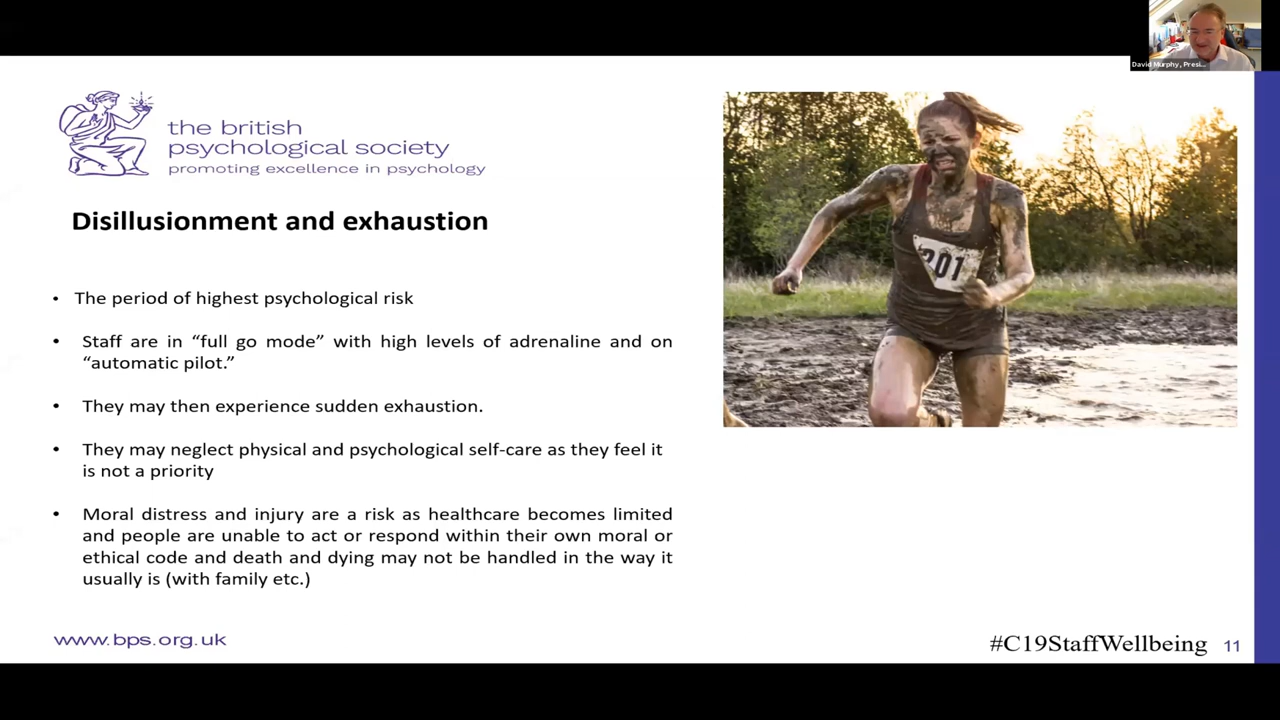 David Murphy, Presi...
the british
psychological society
promoting excellence in psychology
Disillusionment and exhaustion
• The period of highest psychological risk
• Staff are in “full go mode” with high levels of adrenaline and on
“automatic pilot.”
• They may then experience sudden exhaustion.
• They may neglect physical and psychological self-care as they feel it
is not a priority
• Moral distress and injury are a risk as healthcare becomes limited
and people are unable to act or respond within their own moral or
ethical code and death and dying may not be handled in the way it
usually is (with family etc.)
201
www.bps.org.uk
#C19StaffWellbeing
11